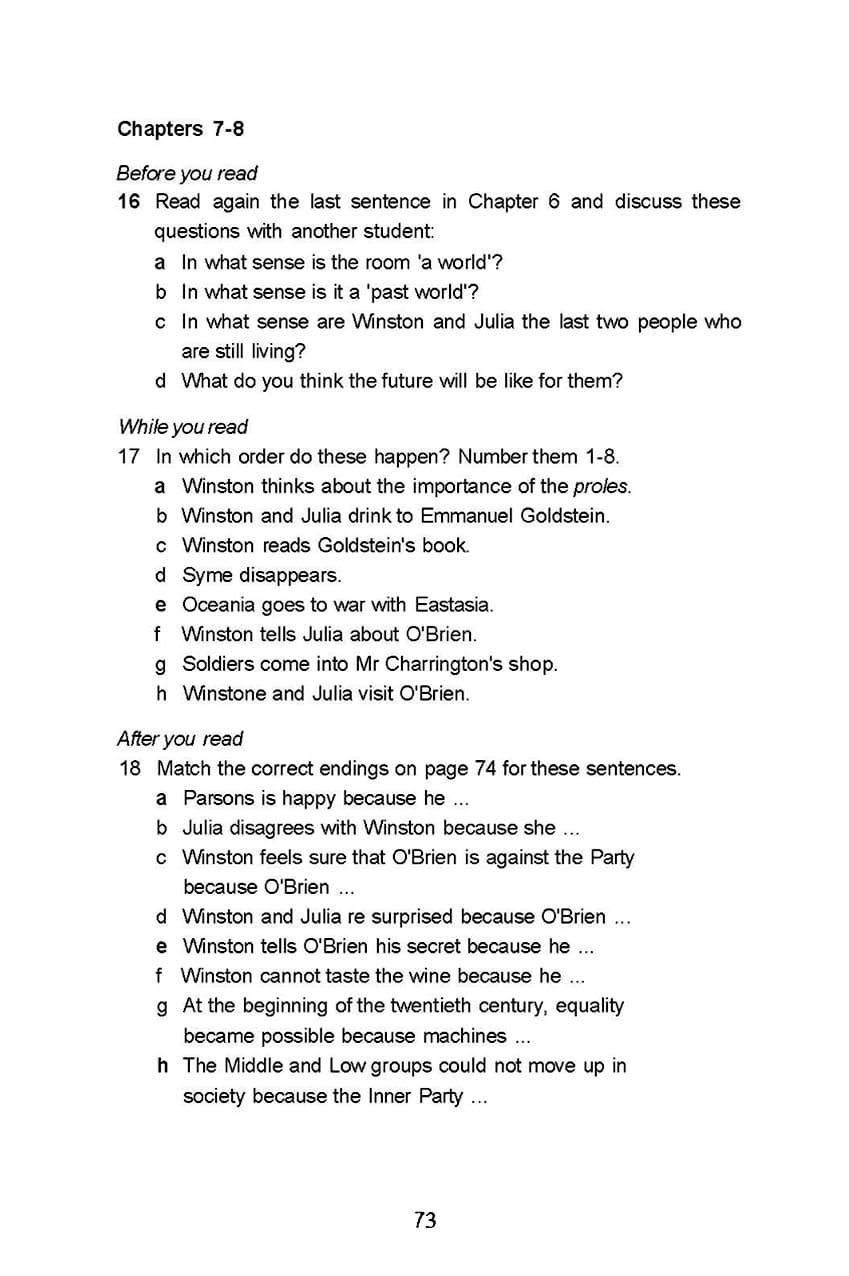 Chapters 7-8
Before you read
16 Read again the last sentence in Chapter 6 and discuss these
questions with another student:
a In what sense is the room 'a world'?
b In what sense is it a 'past world'?
c In what sense are Winston and Julia the last two people who
are still living?
d What do you think the future will be like for them?
While you read
17 In which order do these happen? Number them 1-8.
a Winston thinks about the importance of the proles.
b Winston and Julia drink to Emmanuel Goldstein.
c Winston reads Goldstein's book.
d Syme disappears.
e Oceania goes to war with Eastasia.
f Winston tells Julia about O'Brien.
g Soldiers come into Mr Charrington's shop.
h Winstone and Julia visit O'Brien.
After you read
18 Match the correct endings on page 74 for these sentences.
a Parsons is happy because he ...
b Julia disagrees with Winston because she ...
c Winston feels sure that O'Brien is against the Party
because O'Brien ...
d Winston and Julia re surprised because O'Brien ...
e Winston tells O'Brien his secret because he ...
f Winston cannot taste the wine because he ...
g At the beginning of the twentieth century, equality
became possible because machines ...
h The Middle and Low groups could not move up in
society because the Inner Party ...
73